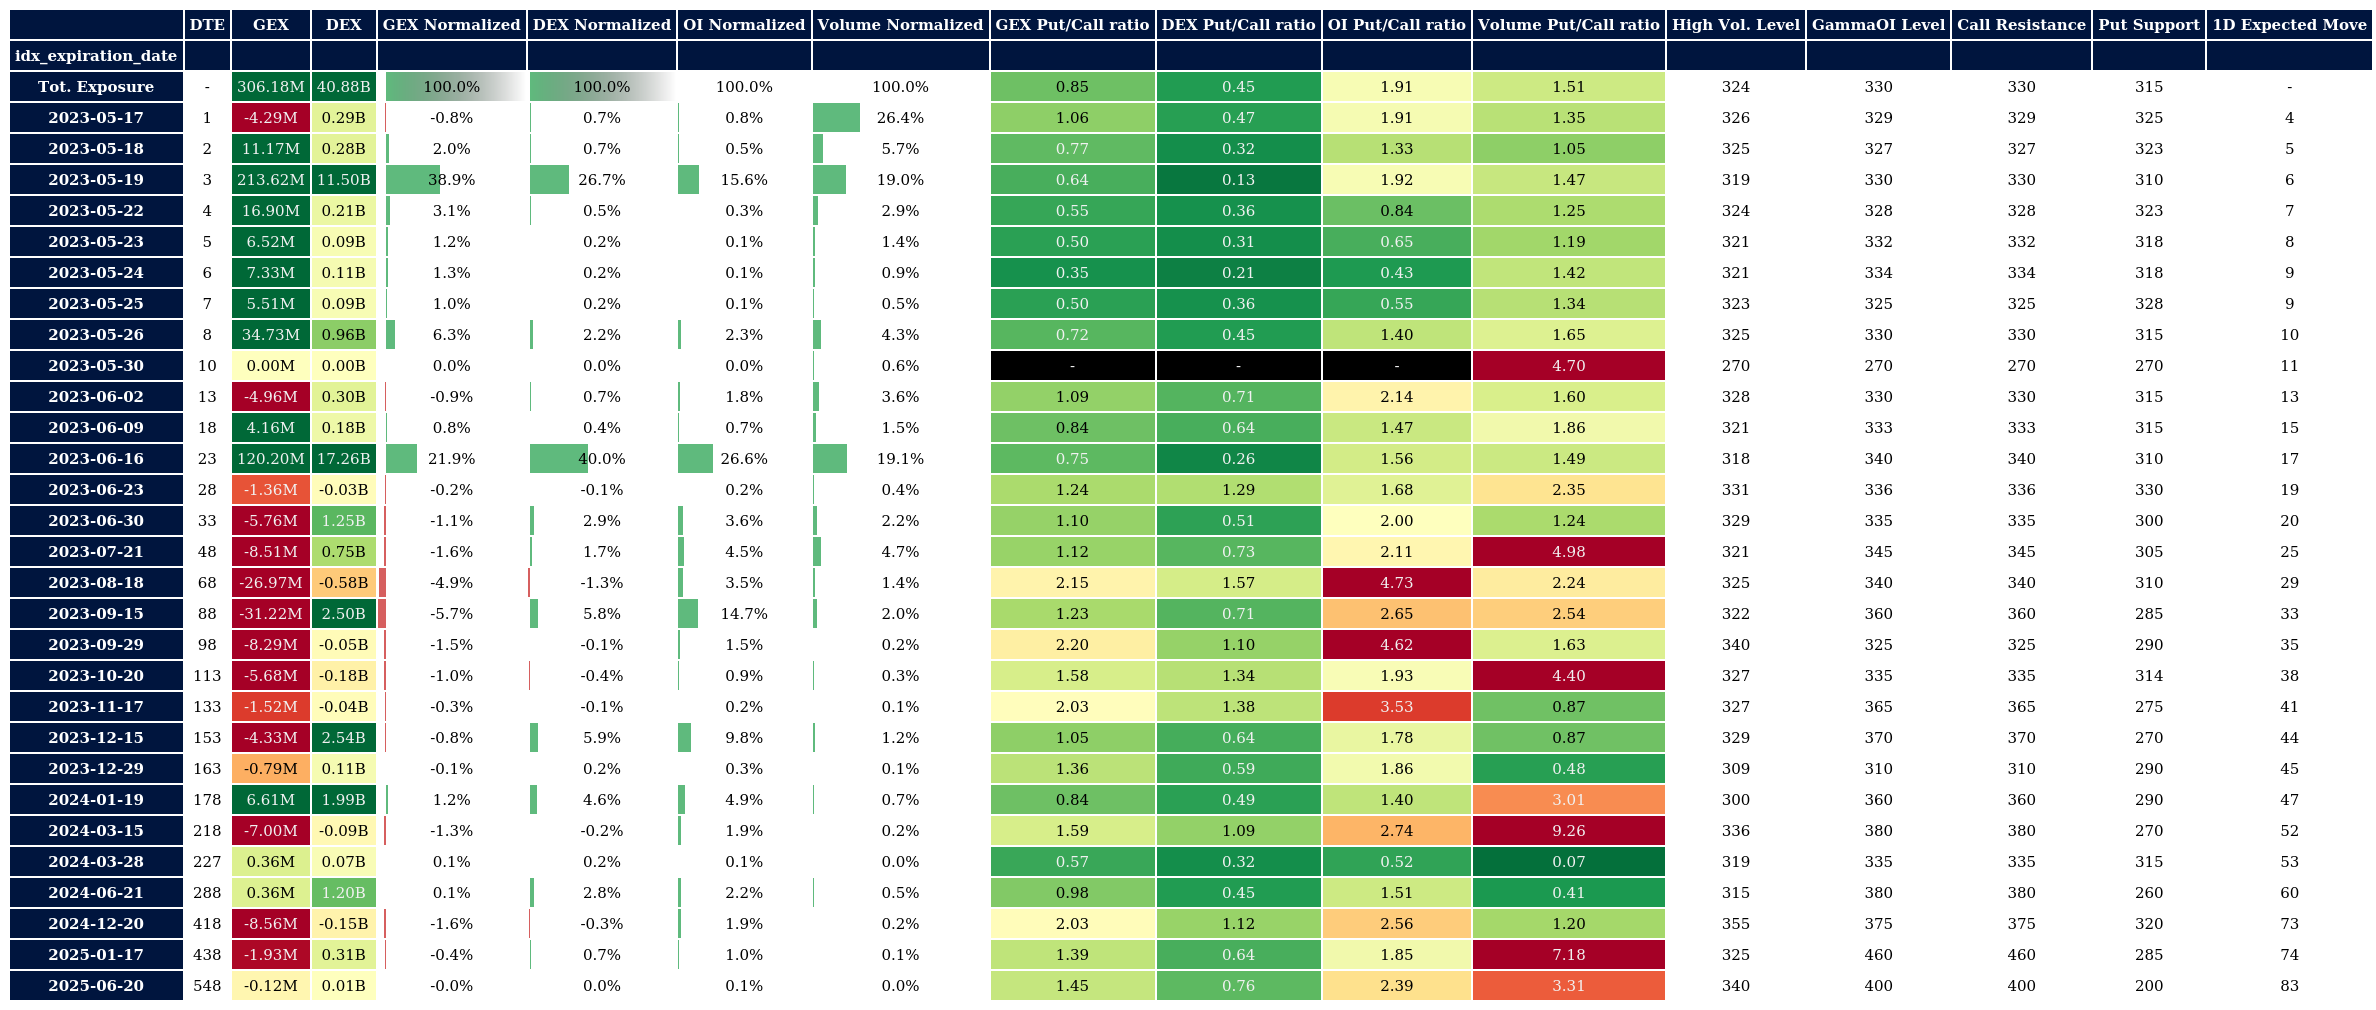 DTE GEX DEX GEX Normalized DEX Normalized OI Normalized Volume Normalized GEX Put/Call ratio DEX Put/Call ratio OI Put/Call ratio Volume Put/Call ratio High Vol. Level GammaOI Level Call Resistance Put Support 1D Expected Move
idx_expiration_date
Tot. Exposure - 306.18M 40.88B 100.0% 100.0% 100.0% 100.0% 0.85 0.45 1.91 1.51 324 330 330 315 -
2023-05-17 1 -4.29M 0.29B -0.8% 0.7% 0.8% 26.4% 1.06 0.47 1.91 1.35 326 329 329 325 4
2023-05-18 2 11.17M 0.28B 2.0% 0.7% 0.5% 5.7% 0.77 0.32 1.33 1.05 325 327 327 323 5
2023-05-19 3 213.62M 11.50B 38.9% 26.7% 15.6% 19.0% 0.64 0.13 1.92 1.47 319 330 330 310 6
2023-05-22 4 16.90M 0.21B 3.1% 0.5% 0.3% 2.9% 0.55 0.36 0.84 1.25 324 328 328 323 7
2023-05-23 5 6.52M 0.09B 1.2% 0.2% 0.1% 1.4% 0.50 0.31 0.65 1.19 321 332 332 318 8
2023-05-24 6 7.33M 0.11B 1.3% 0.2% 0.1% 0.9% 0.35 0.21 0.43 1.42 321 334 334 318 9
2023-05-25 7 5.51M 0.09B 1.0% 0.2% 0.1% 0.5% 0.50 0.36 0.55 1.34 323 325 325 328 9
2023-05-26 8 34.73M 0.96B 6.3% 2.2% 2.3% 4.3% 0.72 0.45 1.40 1.65 325 330 330 315 10
2023-05-30 10 0.00M 0.00B 0.0% 0.0% 0.0% 0.6% - - - 4.70 270 270 270 270 11
2023-06-02 13 -4.96M 0.30B -0.9% 0.7% 1.8% 3.6% 1.09 0.71 2.14 1.60 328 330 330 315 13
2023-06-09 18 4.16M 0.18B 0.8% 0.4% 0.7% 1.5% 0.84 0.64 1.47 1.86 321 333 333 315 15
2023-06-16 23 120.20M 17.26B 21.9% 40.0% 26.6% 19.1% 0.75 0.26 1.56 1.49 318 340 340 310 17
2023-06-23 28 -1.36M -0.03B -0.2% -0.1% 0.2% 0.4% 1.24 1.29 1.68 2.35 331 336 336 330 19
2023-06-30 33 -5.76M 1.25B -1.1% 2.9% 3.6% 2.2% 1.10 0.51 2.00 1.24 329 335 335 300 20
2023-07-21 48 -8.51M 0.75B -1.6% 1.7% 4.5% 4.7% 1.12 0.73 2.11 4.98 321 345 345 305 25
2023-08-18 68 -26.97M -0.58B -4.9% -1.3% 3.5% 1.4% 2.15 1.57 4.73 2.24 325 340 340 310 29
2023-09-15 88 -31.22M 2.50B -5.7% 5.8% 14.7% 2.0% 1.23 0.71 2.65 2.54 322 360 360 285 33
2023-09-29 98 -8.29M -0.05B -1.5% -0.1% 1.5% 0.2% 2.20 1.10 4.62 1.63 340 325 325 290 35
2023-10-20 113 -5.68M -0.18B -1.0% -0.4% 0.9% 0.3% 1.58 1.34 1.93 4.40 327 335 335 314 38
2023-11-17 133 -1.52M -0.04B -0.3% -0.1% 0.2% 0.1% 2.03 1.38 3.53 0.87 327 365 365 275 41
2023-12-15 153 -4.33M 2.54B -0.8% 5.9% 9.8% 1.2% 1.05 0.64 1.78 0.87 329 370 370 270 44
2023-12-29 163 -0.79M 0.11B -0.1% 0.2% 0.3% 0.1% 1.36 0.59 1.86 0.48 309 310 310 290 45
2024-01-19 178 6.61M 1.99B 1.2% 4.6% 4.9% 0.7% 0.84 0.49 1.40 3.01 300 360 360 290 47
2024-03-15 218 -7.00M -0.09B -1.3% -0.2% 1.9% 0.2% 1.59 1.09 2.74 9.26 336 380 380 270 52
2024-03-28 227 0.36M 0.07B 0.1% 0.2% 0.1% 0.0% 0.57 0.32 0.52 0.07 319 335 335 315 53
2024-06-21 288 0.36M 1.20B 0.1% 2.8% 2.2% 0.5% 0.98 0.45 1.51 0.41 315 380 380 260 60
2024-12-20 418 -8.56M -0.15B -1.6% -0.3% 1.9% 0.2% 2.03 1.12 2.56 1.20 355 375 375 320 73
2025-01-17 438 -1.93M 0.31B -0.4% 0.7% 1.0% 0.1% 1.39 0.64 1.85 7.18 325 460 460 285 74
2025-06-20 548 -0.12M 0.01B -0.0% 0.0% 0.1% 0.0% 1.45 0.76 2.39 3.31 340 400 400 200 83